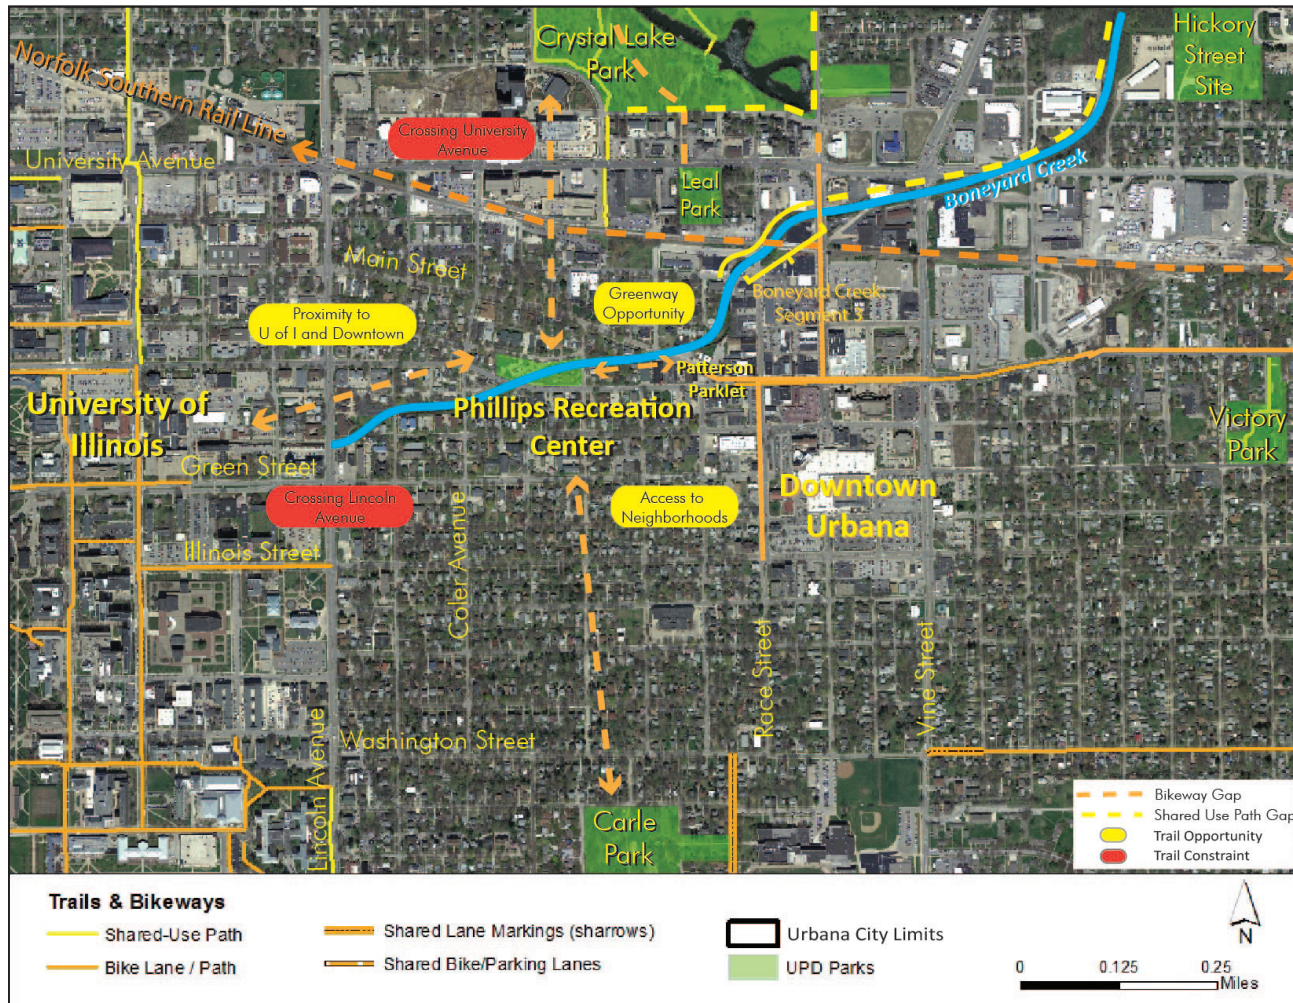 Crystal Lake
Park
Hickory
Street
Site
Norfolk Southern Rail Line
Crossing University
Avenue
University Avenue
Leal
Park
Boneyard Creek
Main Street
Greenway
Opportunity
Boneyard Creek:
Segment 3
Proximity to
U of I and Downtown
Patterson
Parklet
University of
Illinois
Phillips Recreation
Center
Victory
Park
Green Street
Crossing Lincoln
Avenue
Access to
Neighborhoods
Downtown
Urbana
Illinois Street
Coler Avenue
Race Street
Vine Street
Lincoln Avenue
Washington Street
Carle
Park
Bikeway Gap
Shared Use Path Gap
Trail Opportunity
Trail Constraint
Trails & Bikeways
Shared-Use Path
Bike Lane / Path
Shared Lane Markings (sharrows)
Shared Bike/Parking Lanes
Urbana City Limits
UPD Parks
N
0 0.125 0.25
Miles